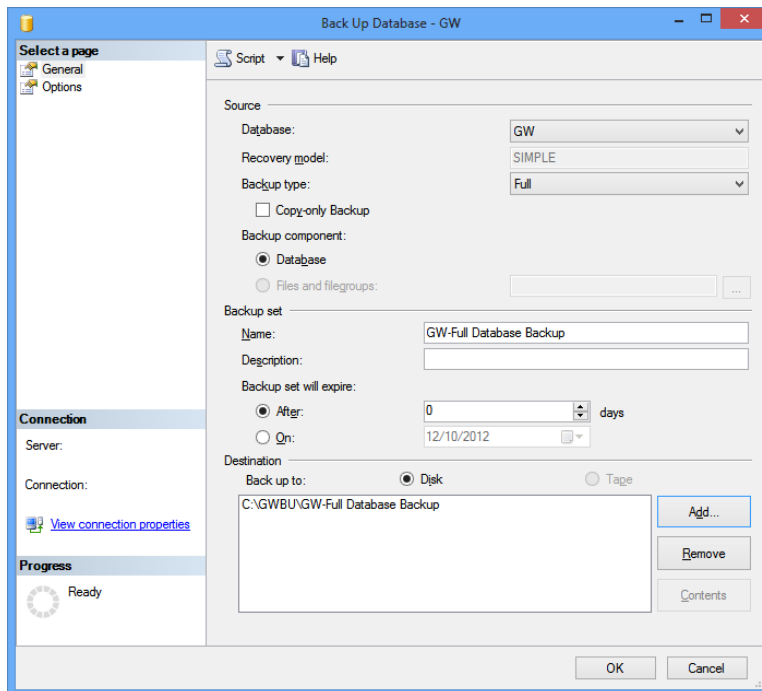 Back Up Database - GW
Select a page
General
Options
Script Help
Source
Database: GW
Recovery model: SIMPLE
Backup type: Full
Copy-only Backup
Backup component:
Database
Files and filegroups: ...
Backup set
Name: GW-Full Database Backup
Description:
Backup set will expire:
After: 0 days
On: 12/10/2012
Destination
Back up to: Disk Tape
C:\GWBU\GW-Full Database Backup
Add...
Remove
Contents
Connection
Server:
Connection:
View connection properties
Progress
Ready
OK Cancel